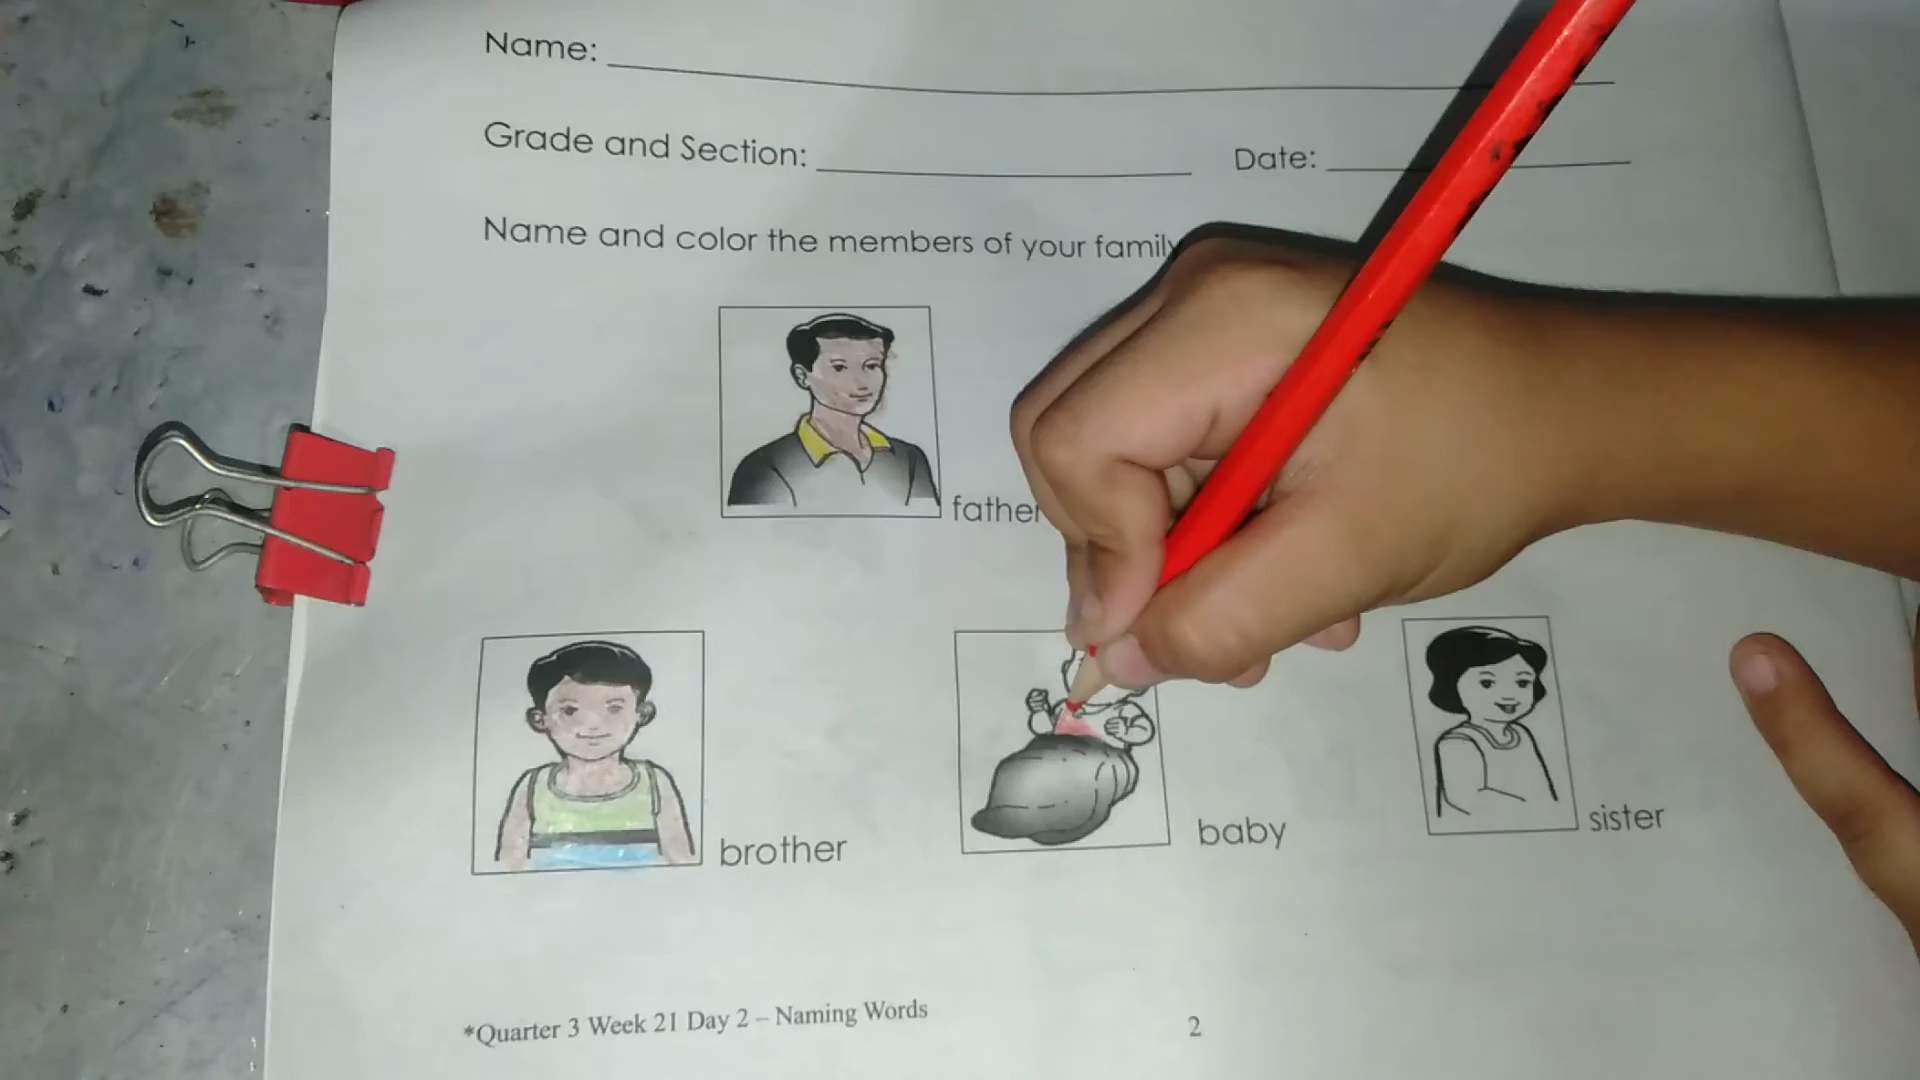 Name:
Grade and Section: Date:
Name and color the members of your family
father
brother
baby
sister
*Quarter 3 Week 21 Day 2 – Naming Words 2